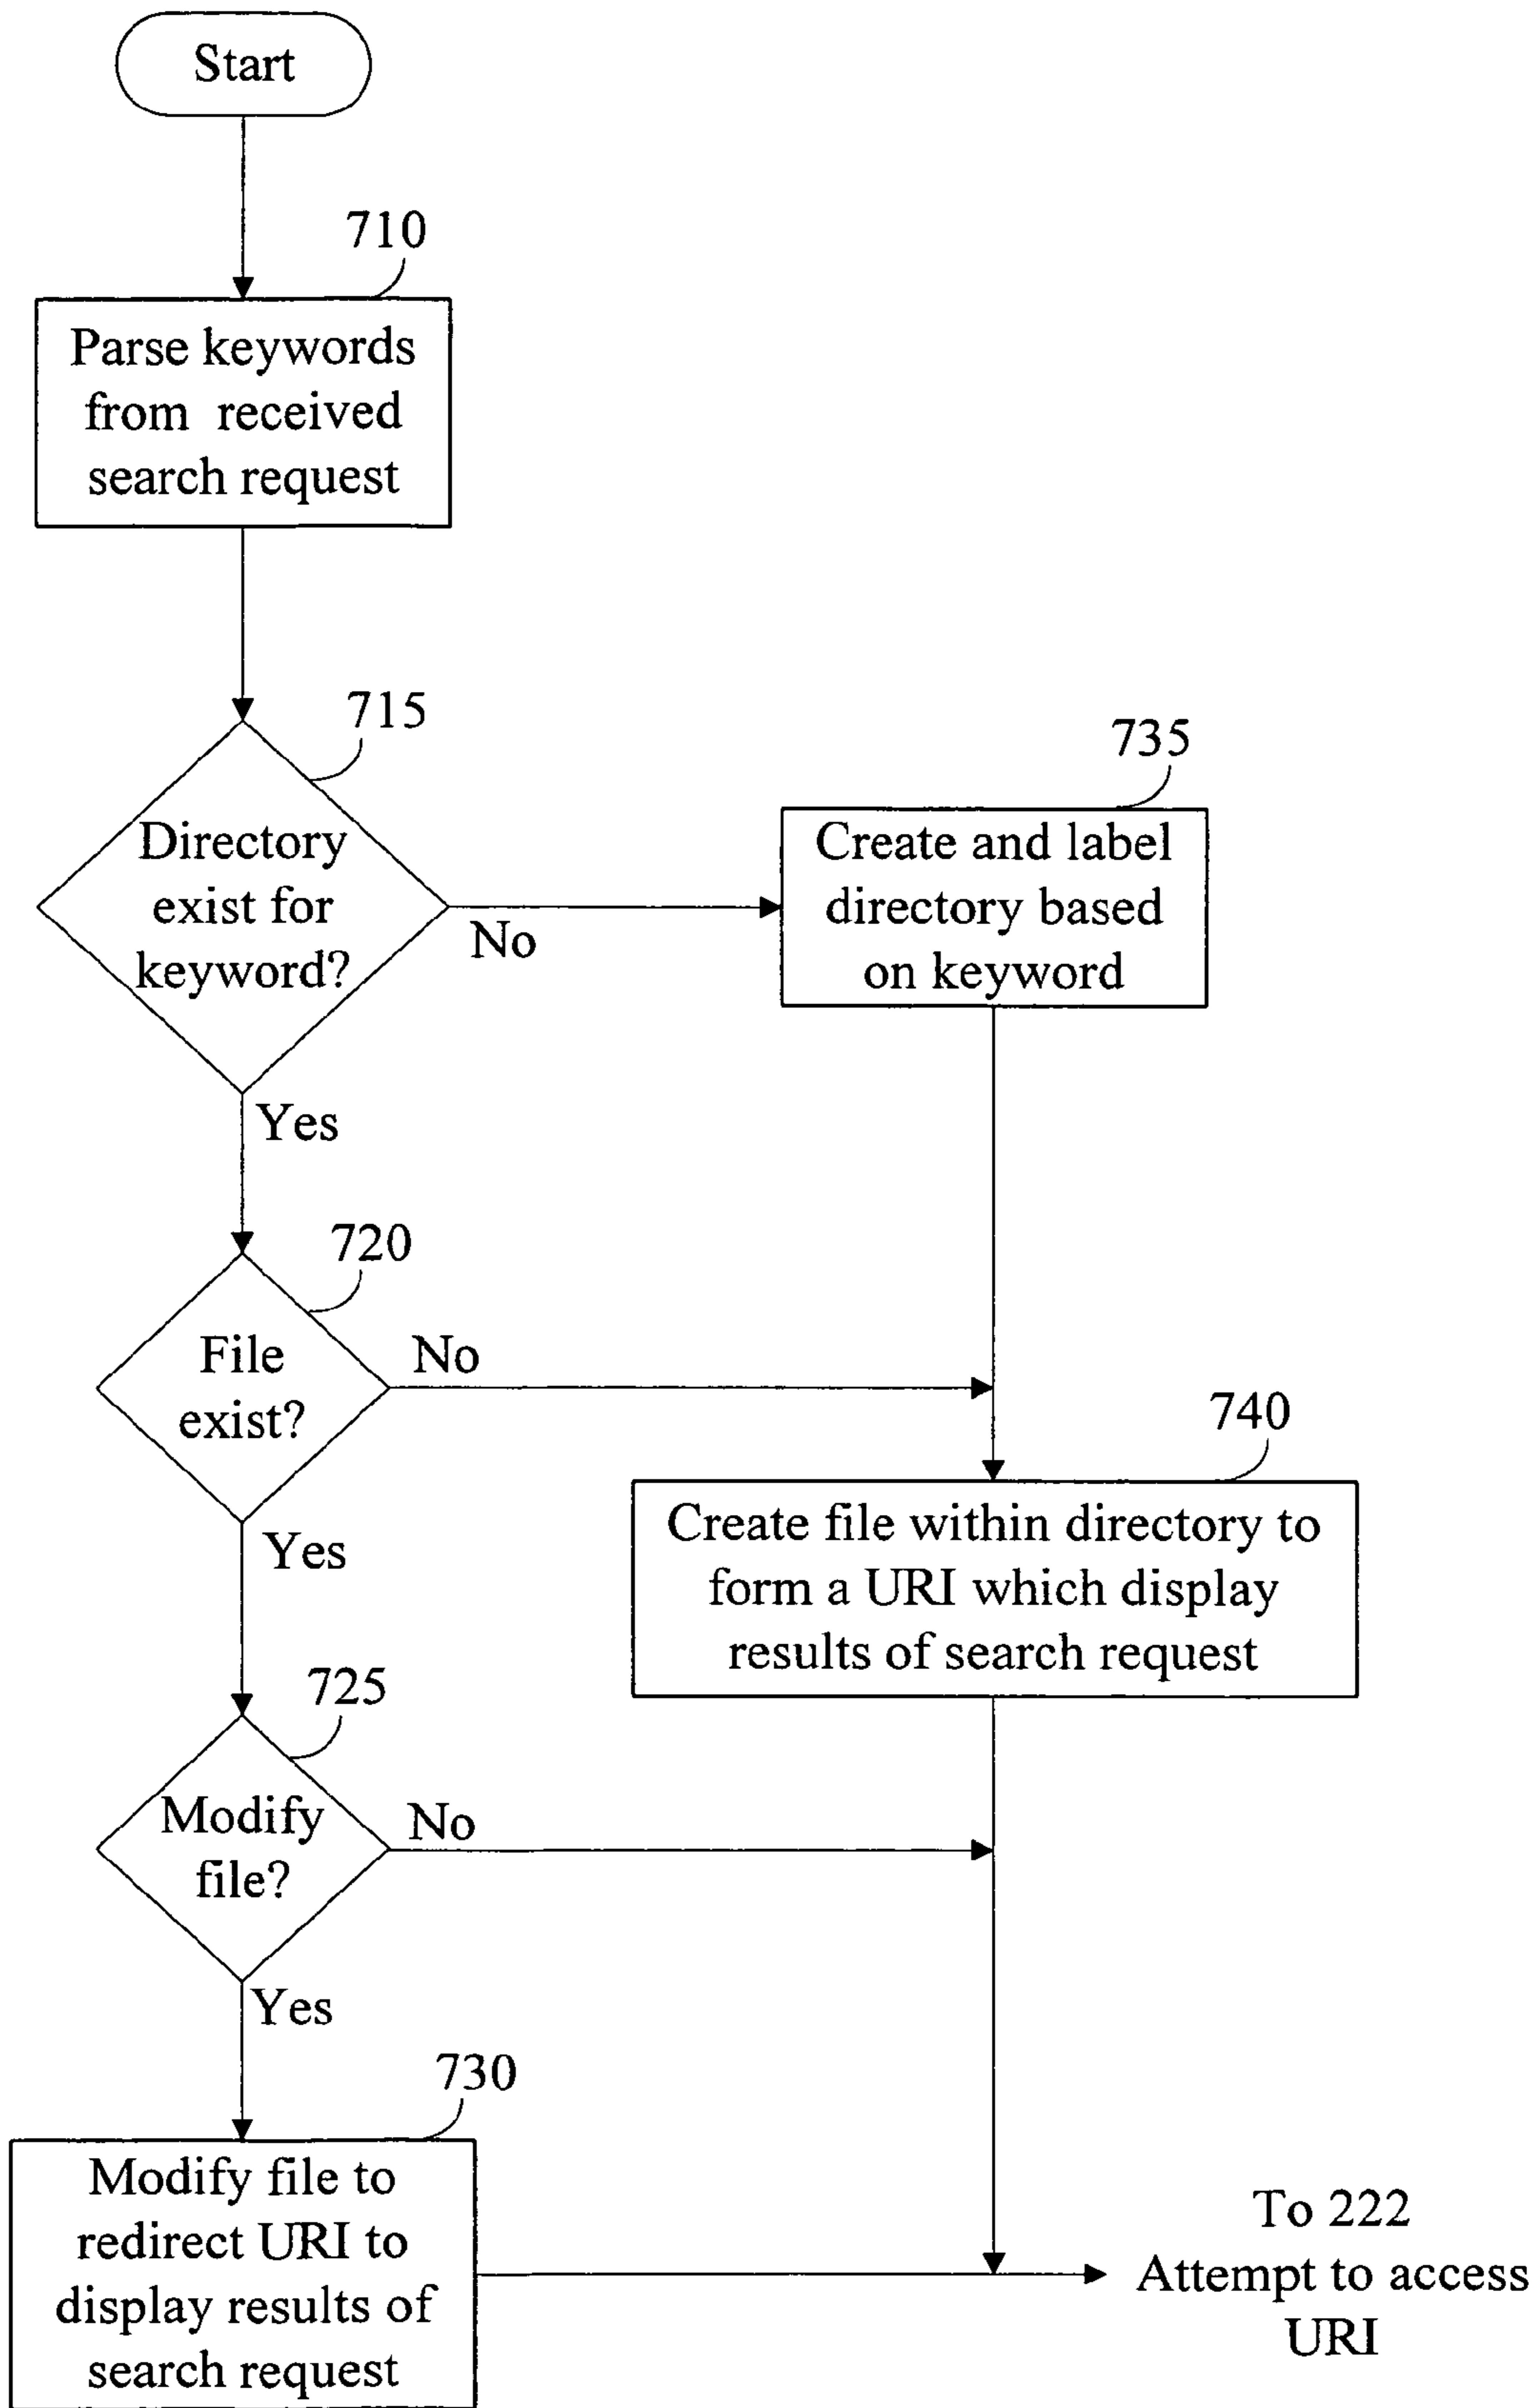 Start
710
Parse keywords
from received
search request
715
Directory
exist for
keyword?
No
Yes
735
Create and label
directory based
on keyword
720
File
exist?
No
Yes
740
Create file within directory to
form a URI which display
results of search request
725
Modify
file?
No
Yes
730
Modify file to
redirect URI to
display results of
search request
To 222
Attempt to access
URI